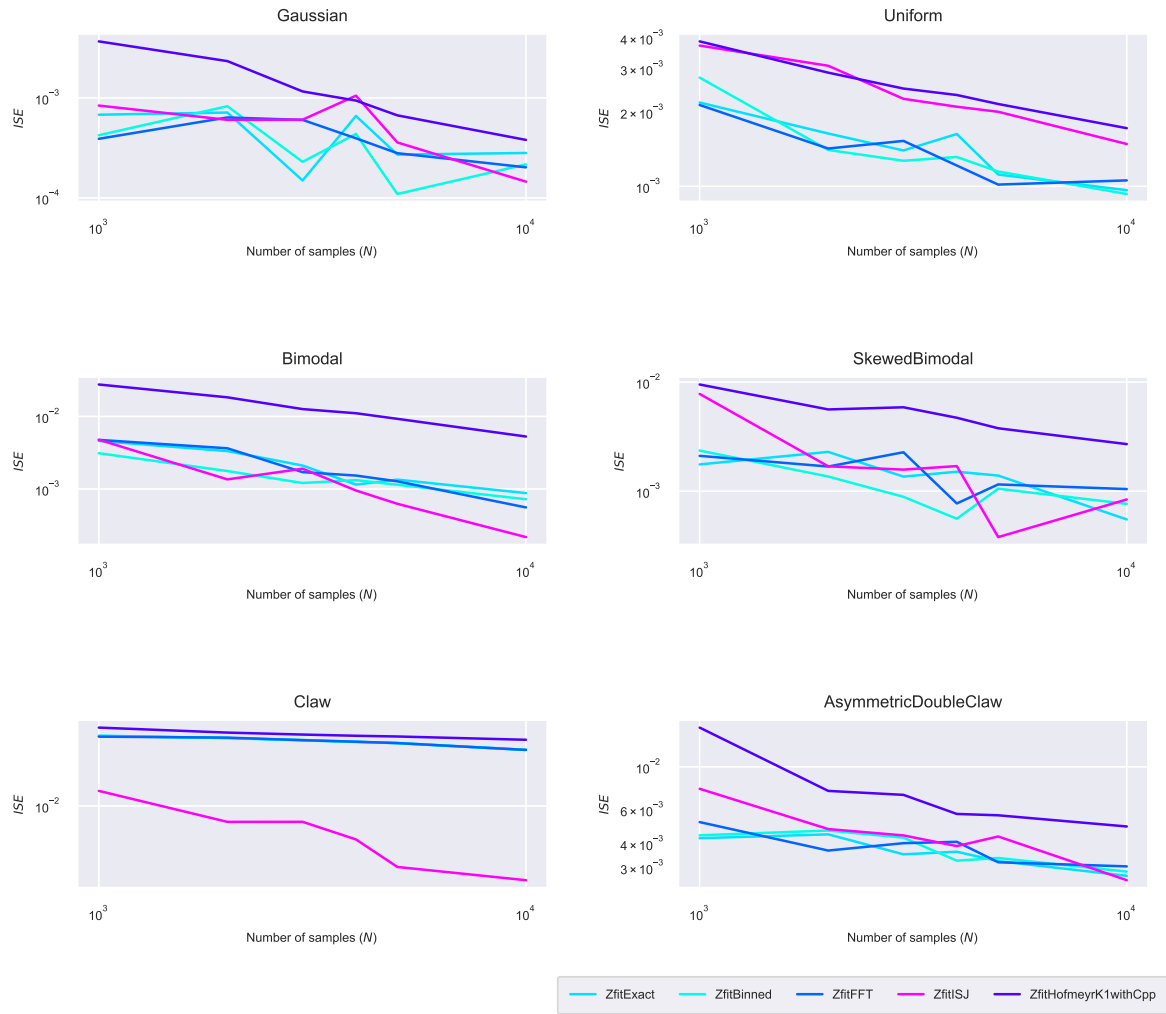 Gaussian
Uniform
10⁻³
10⁻⁴
ISE
10³
10⁴
Number of samples (N)
4 × 10⁻³
3 × 10⁻³
2 × 10⁻³
10⁻³
ISE
10³
10⁴
Number of samples (N)
Bimodal
SkewedBimodal
10⁻²
10⁻³
ISE
10³
10⁴
Number of samples (N)
10⁻²
10⁻³
ISE
10³
10⁴
Number of samples (N)
Claw
AsymmetricDoubleClaw
10⁻²
ISE
10³
10⁴
Number of samples (N)
10⁻²
6 × 10⁻³
4 × 10⁻³
3 × 10⁻³
ISE
10³
10⁴
Number of samples (N)
ZfitExact ZfitBinned ZfitFFT ZfitISJ ZfitHofmeyrK1withCpp